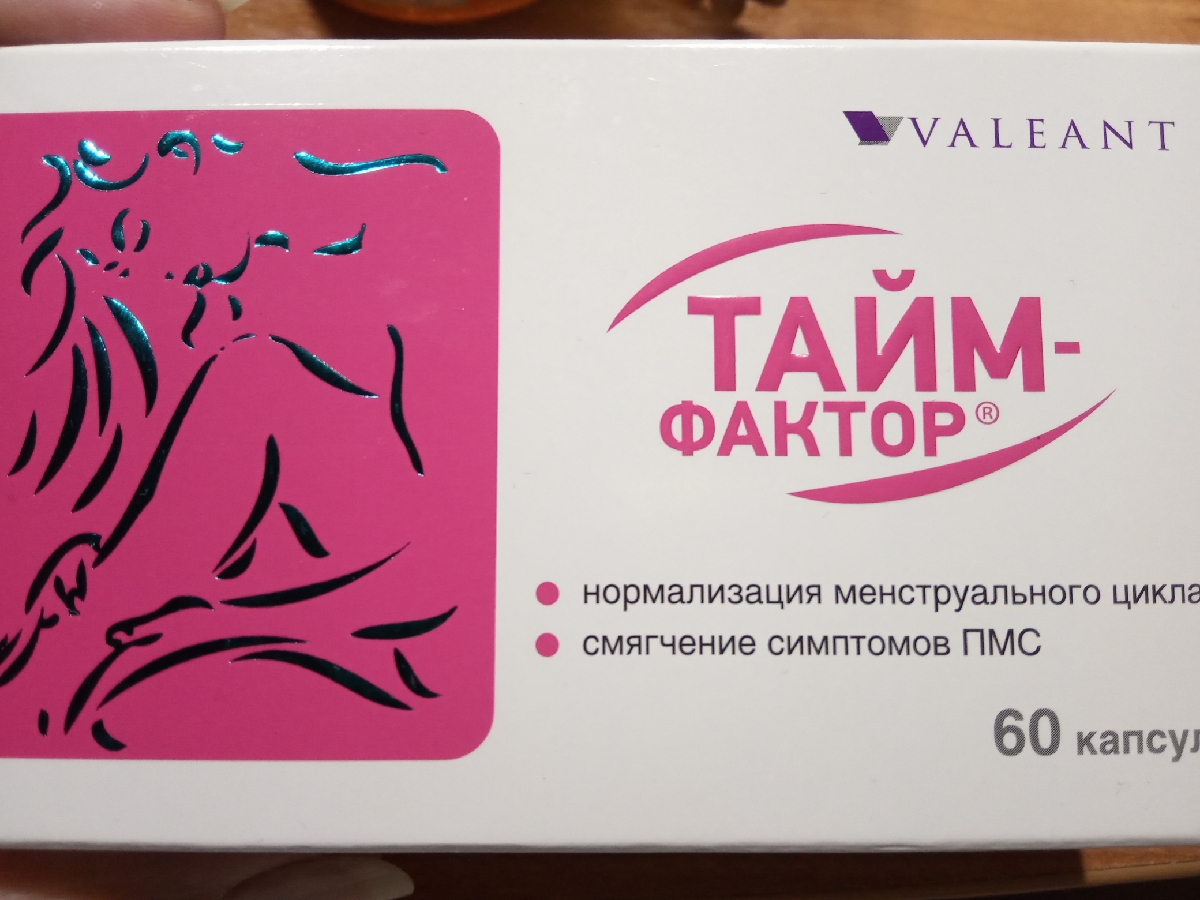 VALEANT
ТАЙМ-
ФАКТОР®
нормализация менструального цикла
смягчение симптомов ПМС
60 капсул